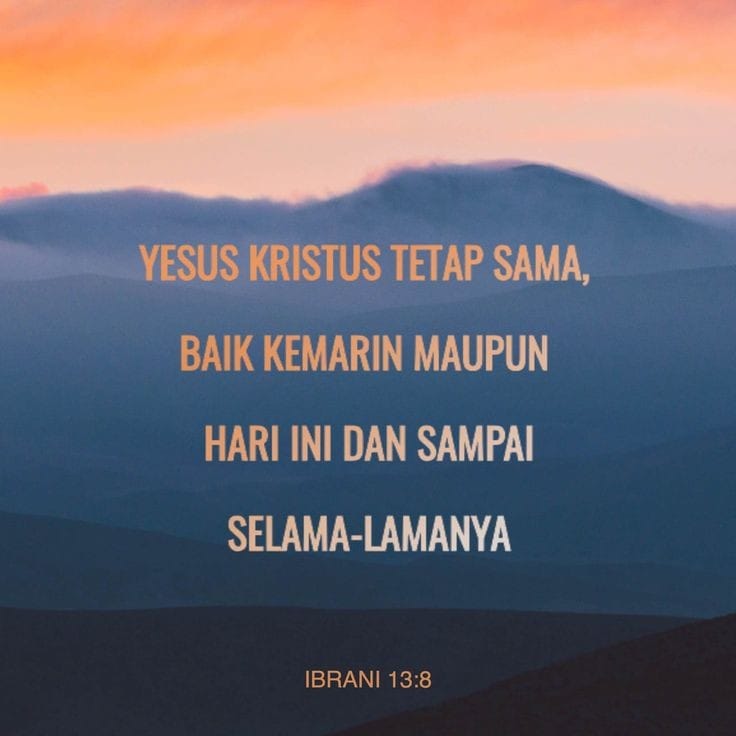 YESUS KRISTUS TETAP SAMA,
BAIK KEMARIN MAUPUN
HARI INI DAN SAMPAI
SELAMA-LAMANYA
IBRANI 13:8